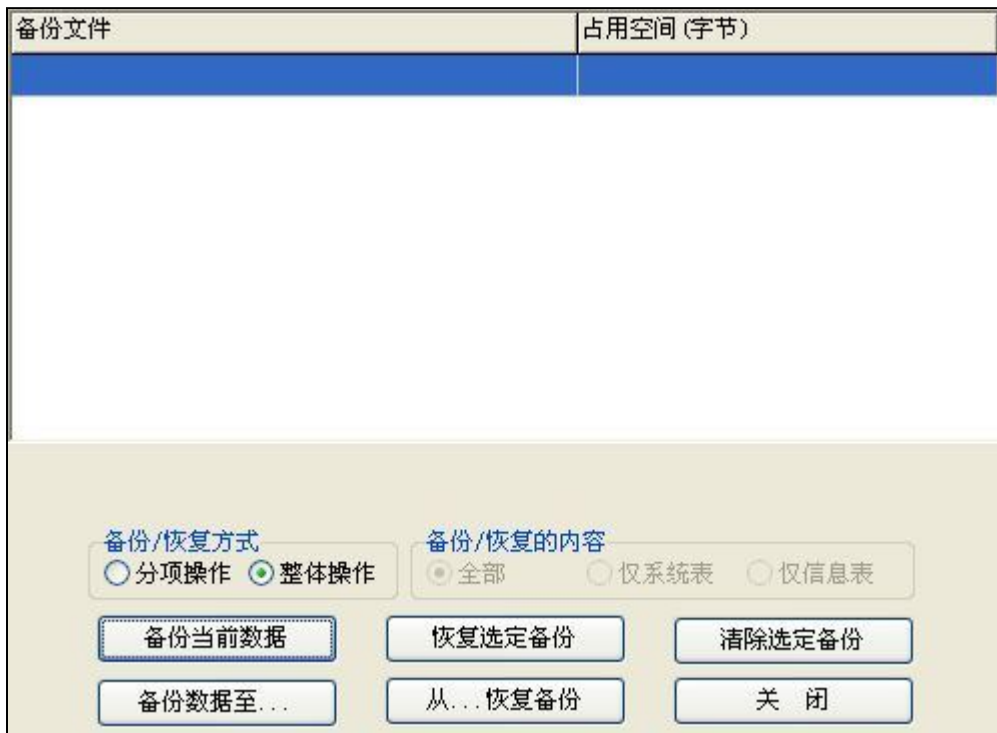 备份文件 占用空间(字节)
备份/恢复方式 备份/恢复的内容
分项操作 整体操作 全部 仅系统表 仅信息表
备份当前数据 恢复选定备份 清除选定备份
备份数据至... 从...恢复备份 关 闭